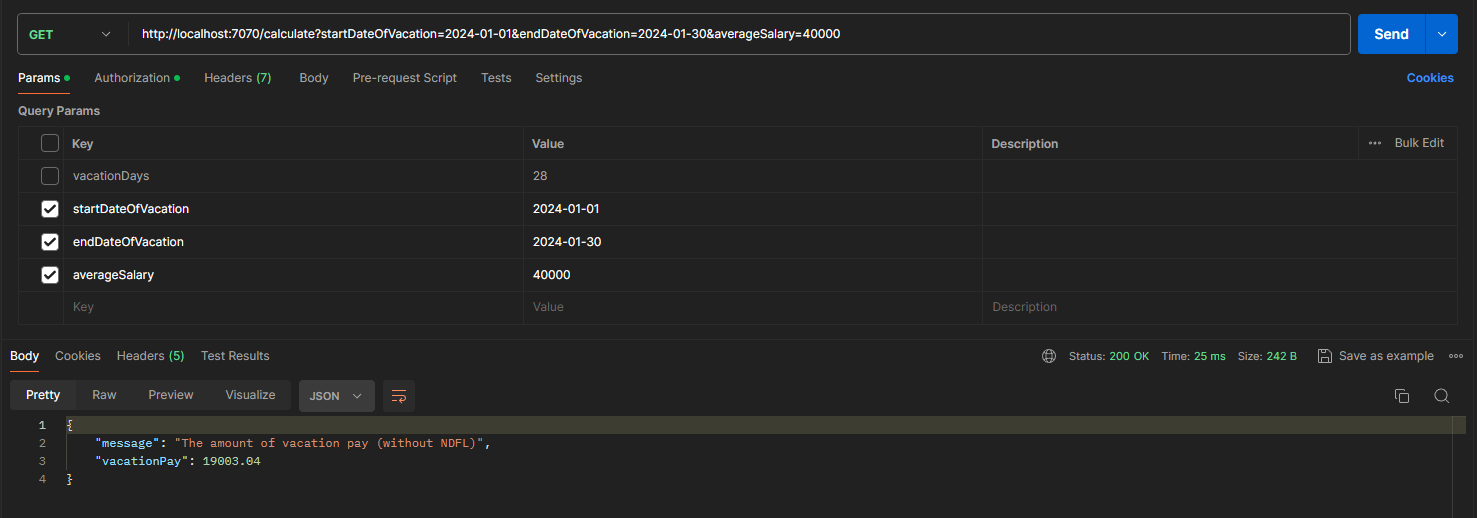 GET http://localhost:7070/calculate?startDateOfVacation=2024-01-01&endDateOfVacation=2024-01-30&averageSalary=40000 Send
Params Authorization Headers (7) Body Pre-request Script Tests Settings Cookies
Query Params
Key Value Description ••• Bulk Edit
vacationDays 28
startDateOfVacation 2024-01-01
endDateOfVacation 2024-01-30
averageSalary 40000
Key Value Description
Body Cookies Headers (5) Test Results Status: 200 OK Time: 25 ms Size: 242 B Save as example
Pretty Raw Preview Visualize JSON
1 {
2 "message": "The amount of vacation pay (without NDFL)",
3 "vacationPay": 19003.04
4 }